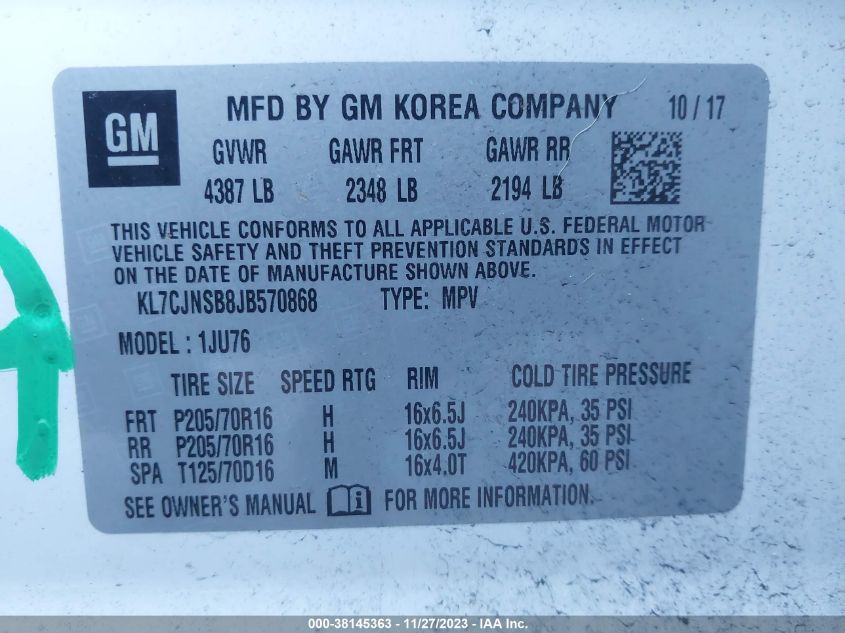 GM
MFD BY GM KOREA COMPANY 10 / 17
GVWR GAWR FRT GAWR RR
4387 LB 2348 LB 2194 LB
THIS VEHICLE CONFORMS TO ALL APPLICABLE U.S. FEDERAL MOTOR
VEHICLE SAFETY AND THEFT PREVENTION STANDARDS IN EFFECT
ON THE DATE OF MANUFACTURE SHOWN ABOVE.
KL7CJNSB8JB570868 TYPE: MPV
MODEL : 1JU76
TIRE SIZE SPEED RTG RIM COLD TIRE PRESSURE
FRT P205/70R16 H 16x6.5J 240KPA, 35 PSI
RR P205/70R16 H 16x6.5J 240KPA, 35 PSI
SPA T125/70D16 M 16x4.0T 420KPA, 60 PSI
SEE OWNER'S MANUAL FOR MORE INFORMATION.
000-38145363 - 11/27/2023 - IAA Inc.